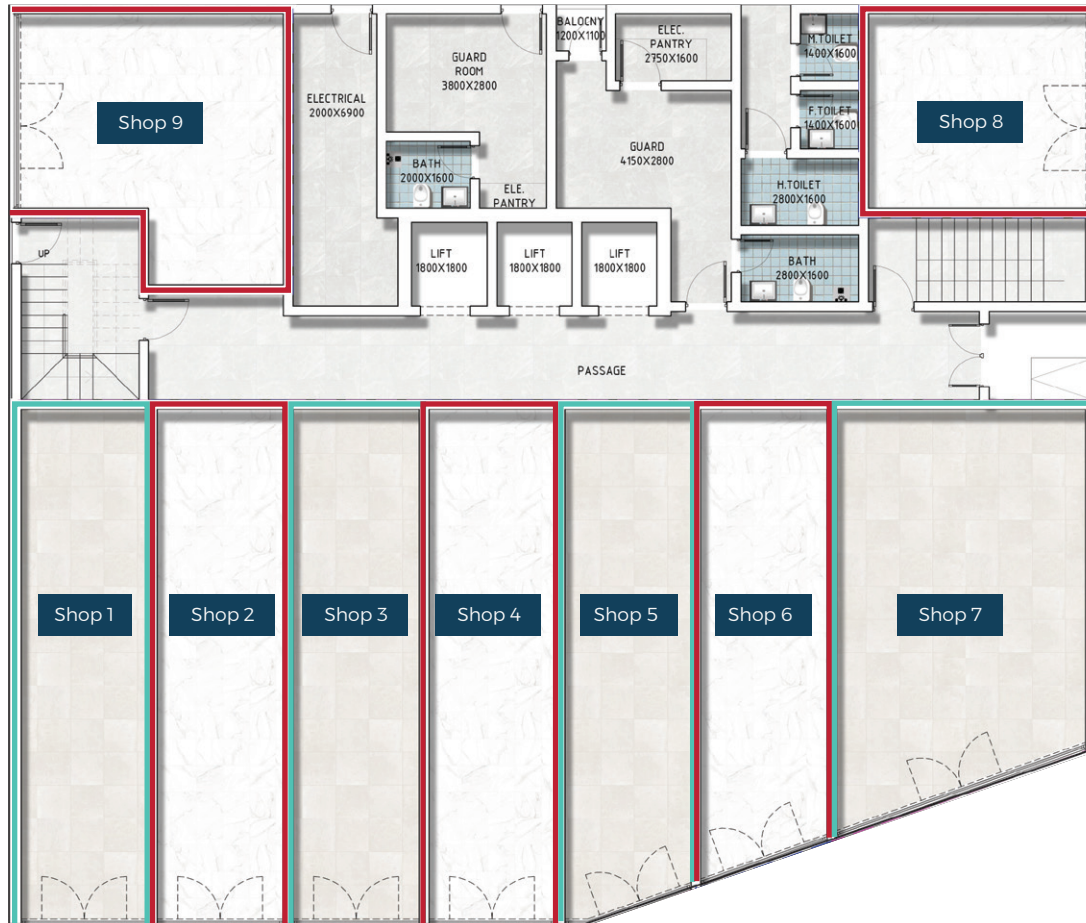 BALOCNY
1200X1100
ELEC.
PANTRY
2750X1600
M.TOILET
1400X1600
GUARD
ROOM
3800X2800
ELECTRICAL
2000X6900
Shop 9
F.TOILET
1400X1600
Shop 8
GUARD
4150X2800
BATH
2000X1600
ELE.
PANTRY
H.TOILET
2800X1600
UP
LIFT
1800X1800
LIFT
1800X1800
LIFT
1800X1800
BATH
2800X1600
PASSAGE
Shop 1
Shop 2
Shop 3
Shop 4
Shop 5
Shop 6
Shop 7